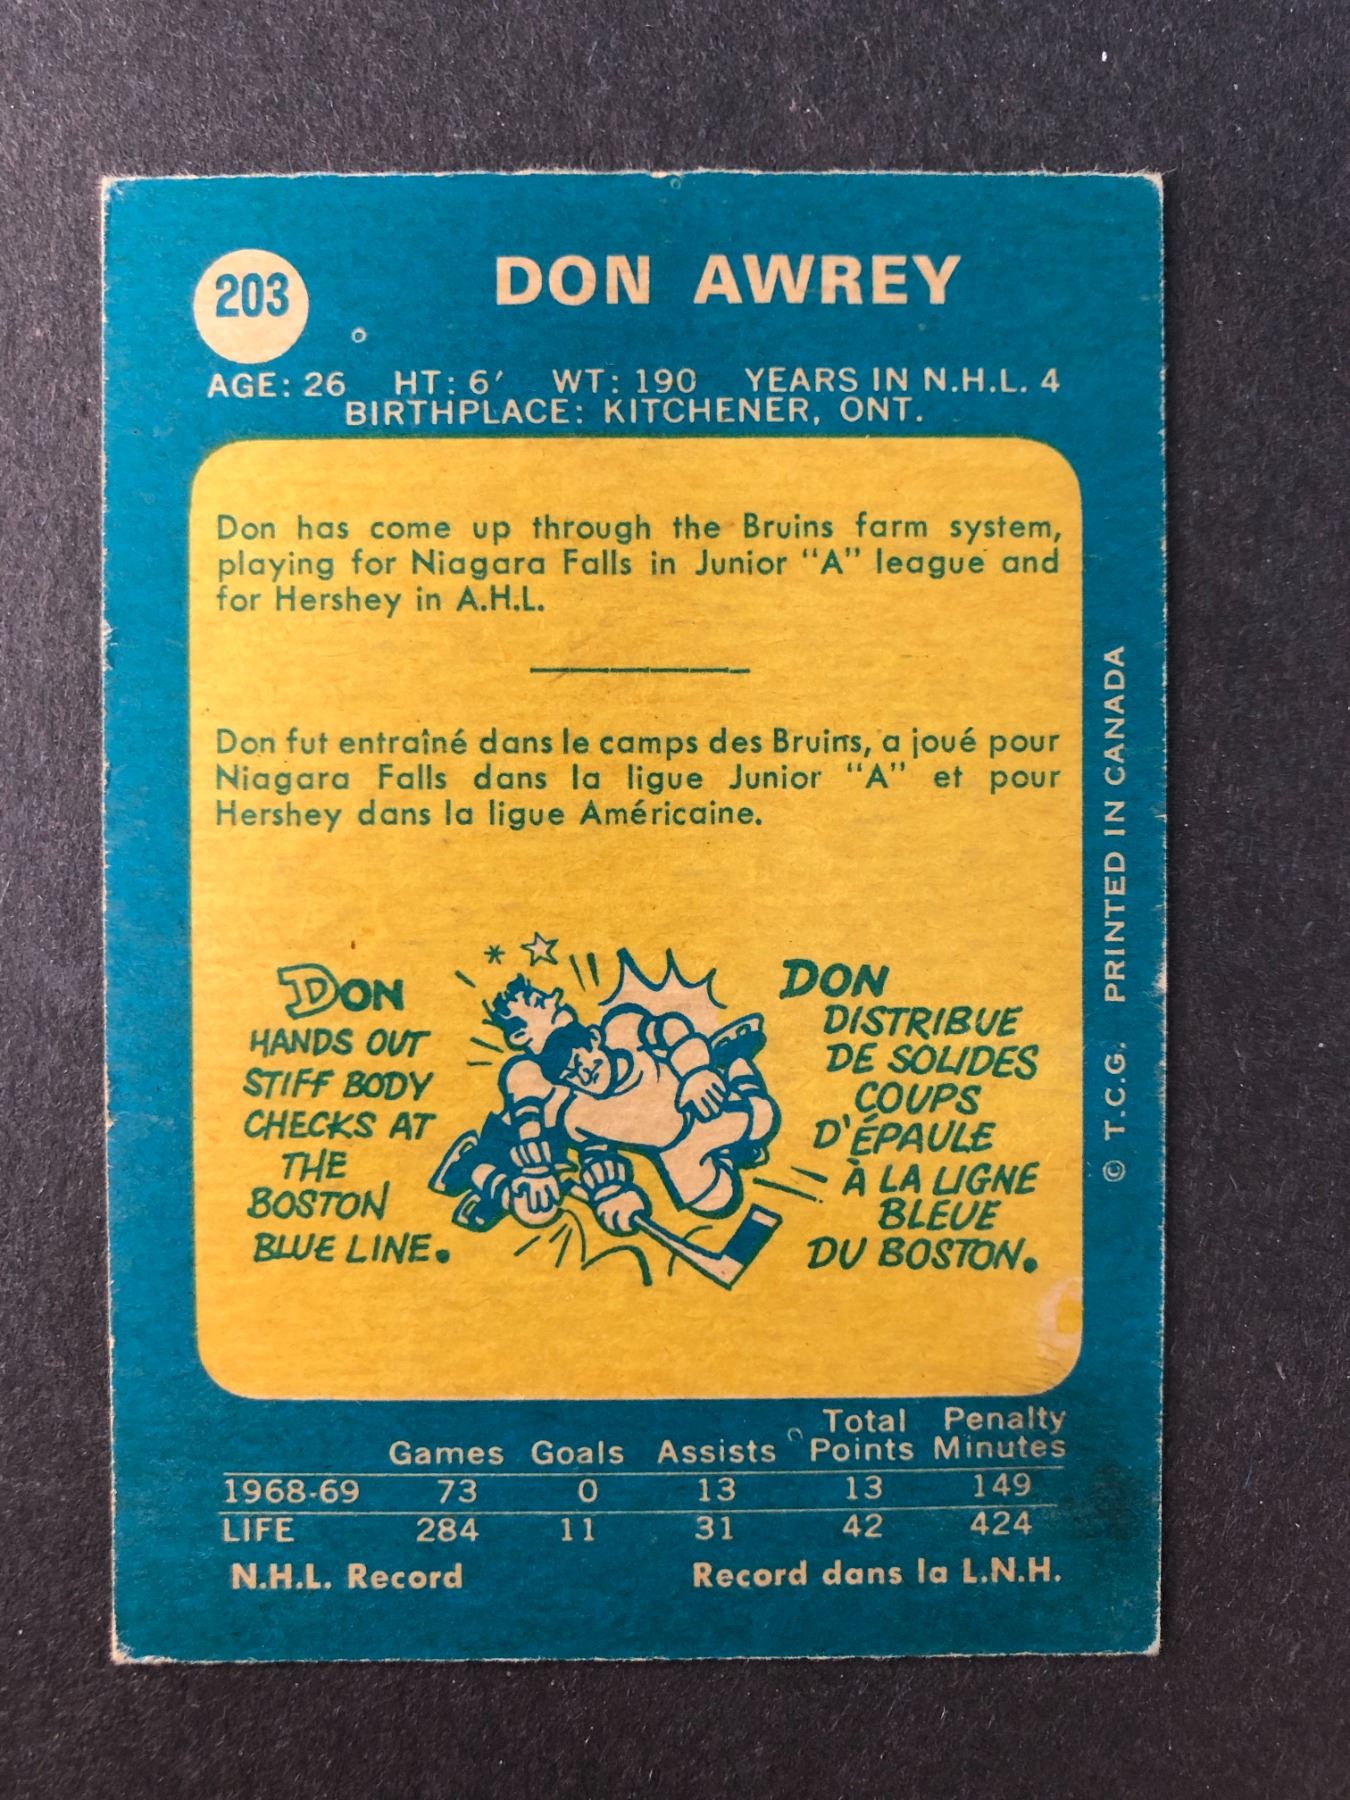 203
DON AWREY
AGE: 26 HT: 6′ WT: 190 YEARS IN N.H.L. 4
BIRTHPLACE: KITCHENER, ONT.
Don has come up through the Bruins farm system,
playing for Niagara Falls in Junior "A" league and
for Hershey in A.H.L.
Don fut entraîné dans le camps des Bruins, a joué pour
Niagara Falls dans la ligue Junior "A" et pour
Hershey dans la ligue Américaine.
DON
HANDS OUT
STIFF BODY
CHECKS AT
THE
BOSTON
BLUE LINE.
DON
DISTRIBUE
DE SOLIDES
COUPS
D'ÉPAULE
À LA LIGNE
BLEUE
DU BOSTON.
© T.C.G. PRINTED IN CANADA
Total Penalty
Games Goals Assists Points Minutes
1968-69 73 0 13 13 149
LIFE 284 11 31 42 424
N.H.L. Record Record dans la L.N.H.